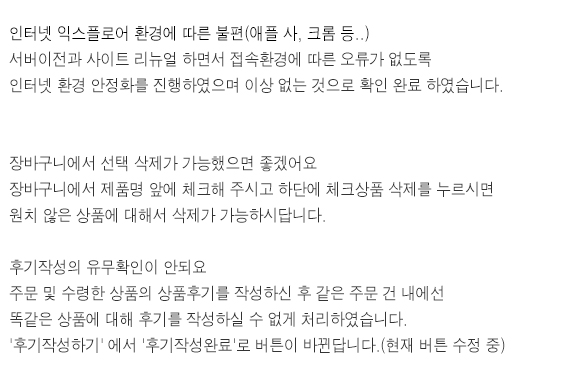 인터넷 익스플로어 환경에 따른 불편(애플 사, 크롬 등..)
서버이전과 사이트 리뉴얼 하면서 접속환경에 따른 오류가 없도록
인터넷 환경 안정화를 진행하였으며 이상 없는 것으로 확인 완료 하였습니다.
장바구니에서 선택 삭제가 가능했으면 좋겠어요
장바구니에서 제품명 앞에 체크해 주시고 하단에 체크상품 삭제를 누르시면
원치 않은 상품에 대해서 삭제가 가능하시답니다.
후기작성의 유무확인이 안되요
주문 및 수령한 상품의 상품후기를 작성하신 후 같은 주문 건 내에선
똑같은 상품에 대해 후기를 작성하실 수 없게 처리하였습니다.
'후기작성하기' 에서 '후기작성완료'로 버튼이 바뀐답니다.(현재 버튼 수정 중)